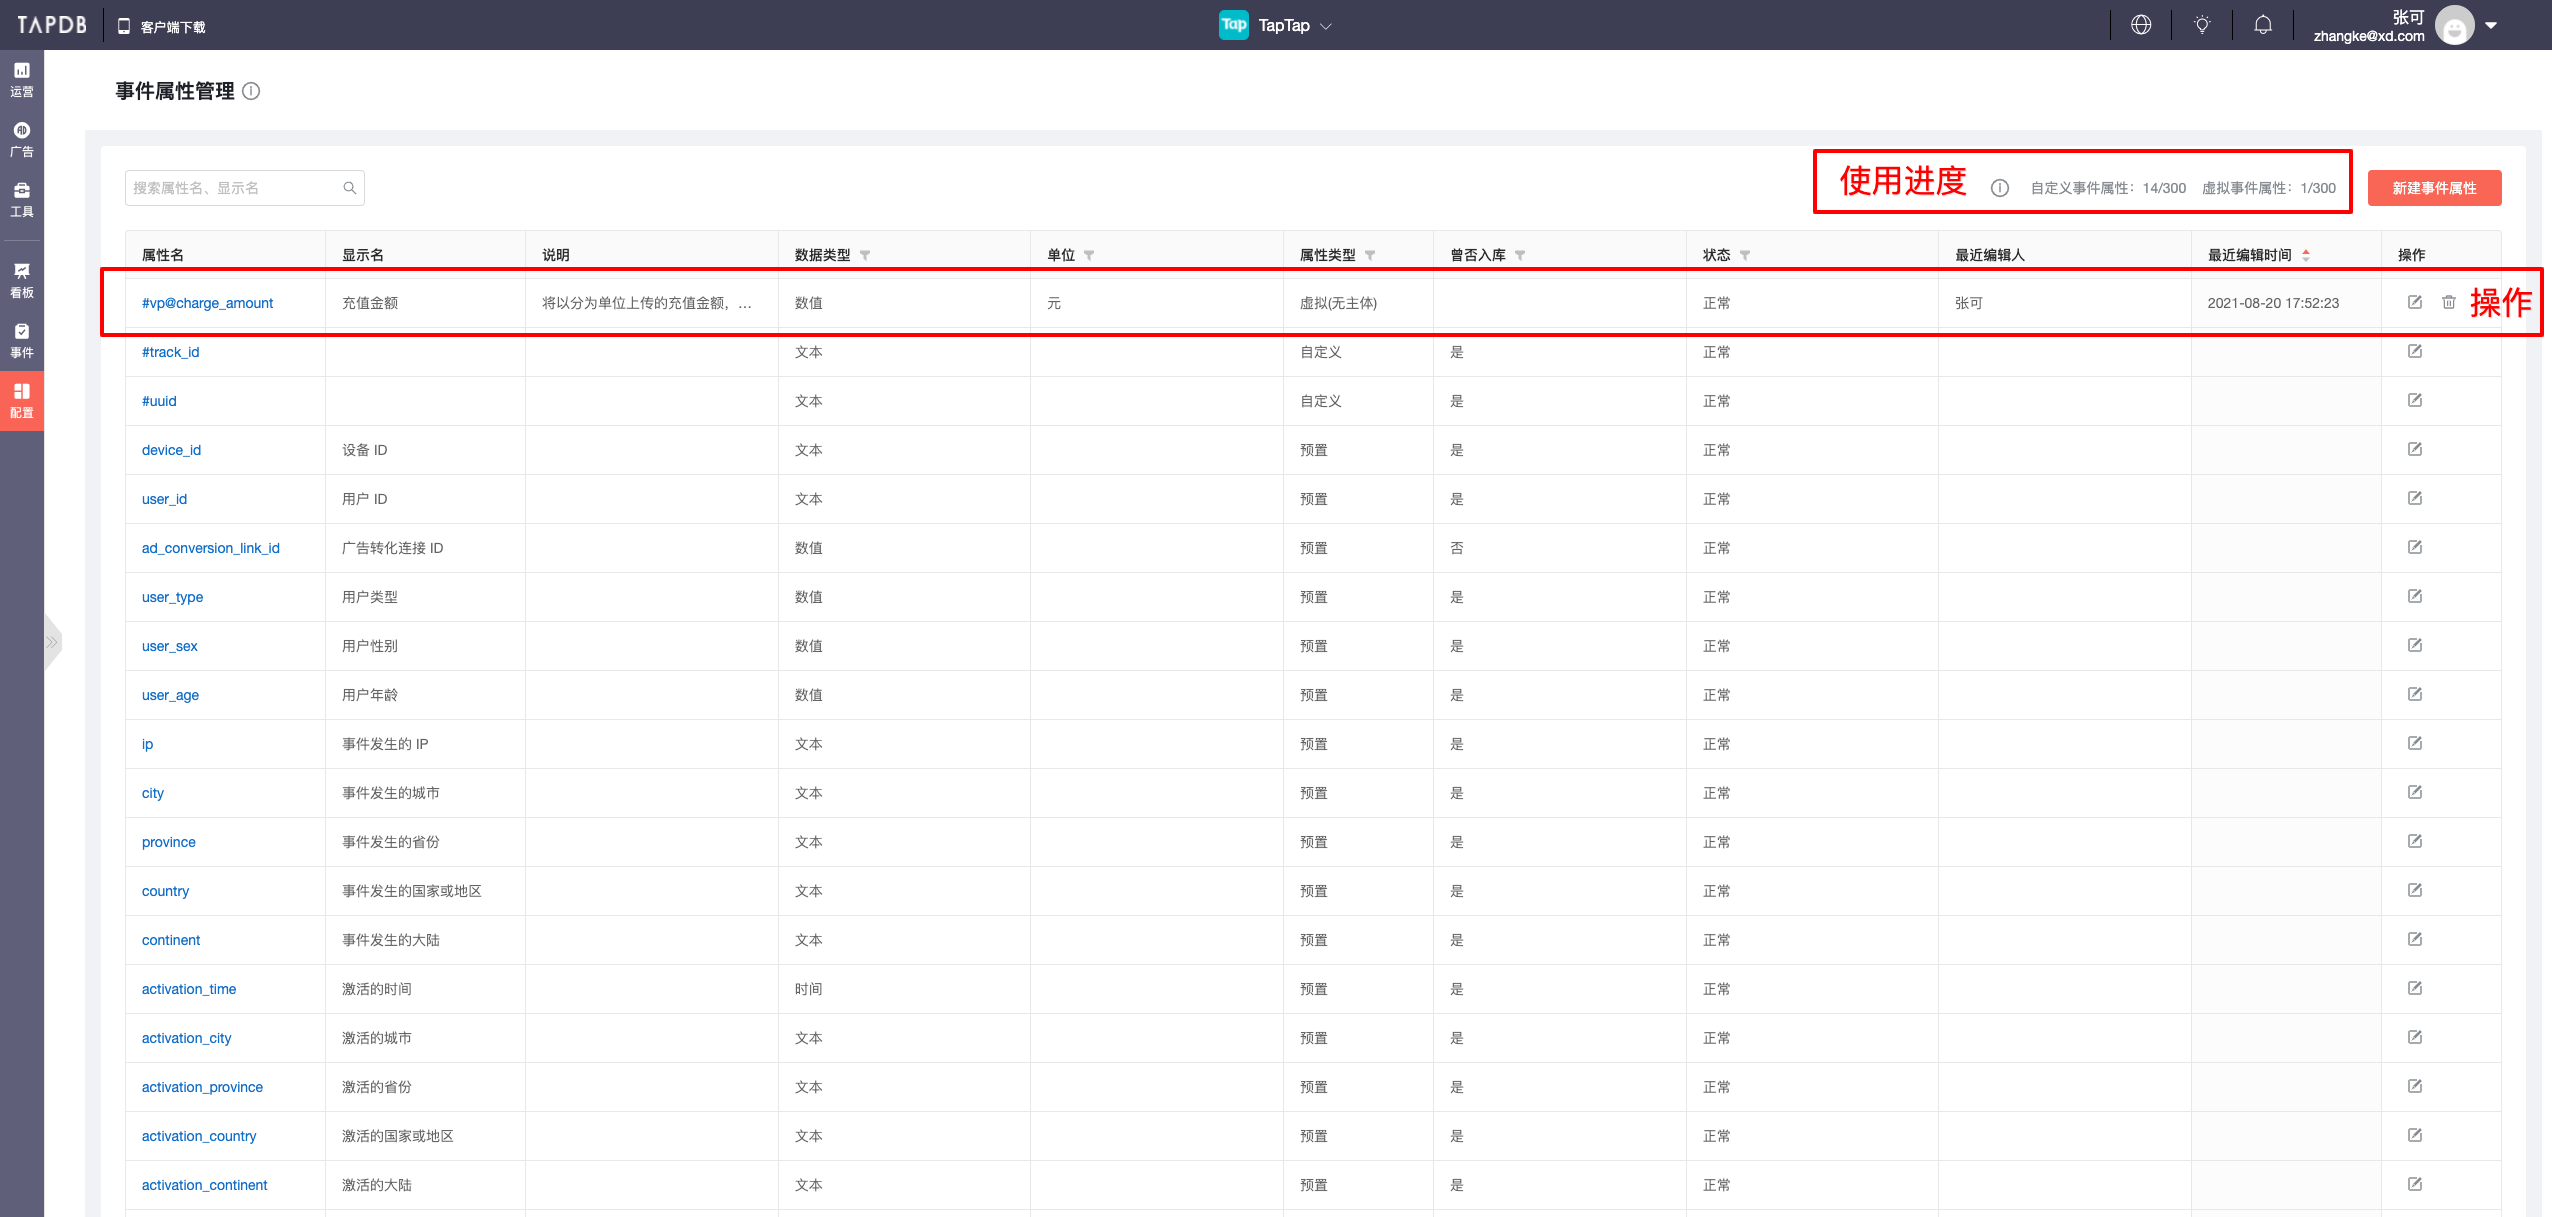 TAPDB 客户端下载 TapTap 张可
zhangke@xd.com
运营
广告
工具
看板
事件
配置
事件属性管理
搜索属性名、显示名 使用进度 自定义事件属性：14/300 虚拟事件属性：1/300 新建事件属性
属性名 显示名 说明 数据类型 单位 属性类型 曾否入库 状态 最近编辑人 最近编辑时间 操作
#vp@charge_amount 充值金额 将以分为单位上传的充值金额，... 数值 元 虚拟(无主体) 正常 张可 2021-08-20 17:52:23 操作
#track_id 文本 自定义 是 正常
#uuid 文本 自定义 是 正常
device_id 设备 ID 文本 预置 是 正常
user_id 用户 ID 文本 预置 是 正常
ad_conversion_link_id 广告转化连接 ID 数值 预置 否 正常
user_type 用户类型 数值 预置 是 正常
user_sex 用户性别 数值 预置 是 正常
user_age 用户年龄 数值 预置 是 正常
ip 事件发生的 IP 文本 预置 是 正常
city 事件发生的城市 文本 预置 是 正常
province 事件发生的省份 文本 预置 是 正常
country 事件发生的国家或地区 文本 预置 是 正常
continent 事件发生的大陆 文本 预置 是 正常
activation_time 激活的时间 时间 预置 是 正常
activation_city 激活的城市 文本 预置 是 正常
activation_province 激活的省份 文本 预置 是 正常
activation_country 激活的国家或地区 文本 预置 是 正常
activation_continent 激活的大陆 文本 预置 是 正常